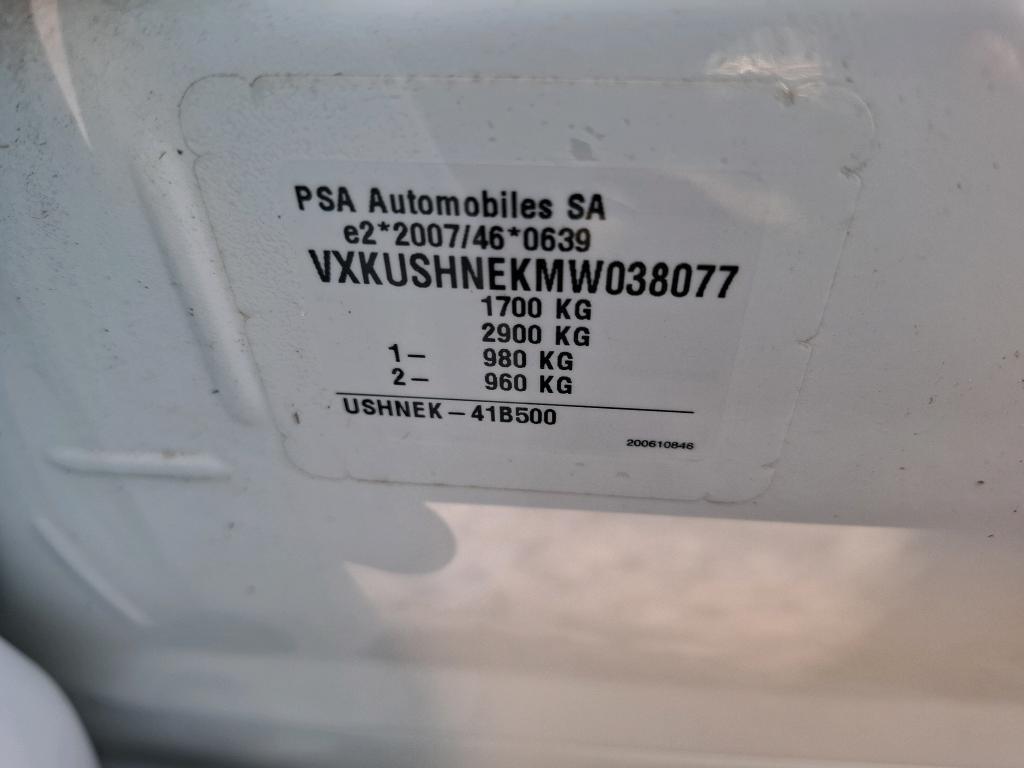 PSA Automobiles SA
e2*2007/46*0639
VXKUSHNEKMW038077
1700 KG
2900 KG
1- 980 KG
2- 960 KG
USHNEK-41B500
200610846